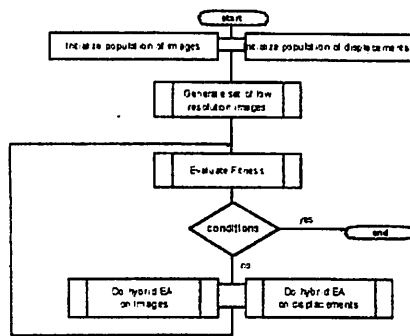 start
Initialize population of images
Initialize population of displacements
Generate set of low
resolution images
Evaluate Fitness
conditions
yes
end
no
Do hybrid EA
on images
Do hybrid EA
on displacements